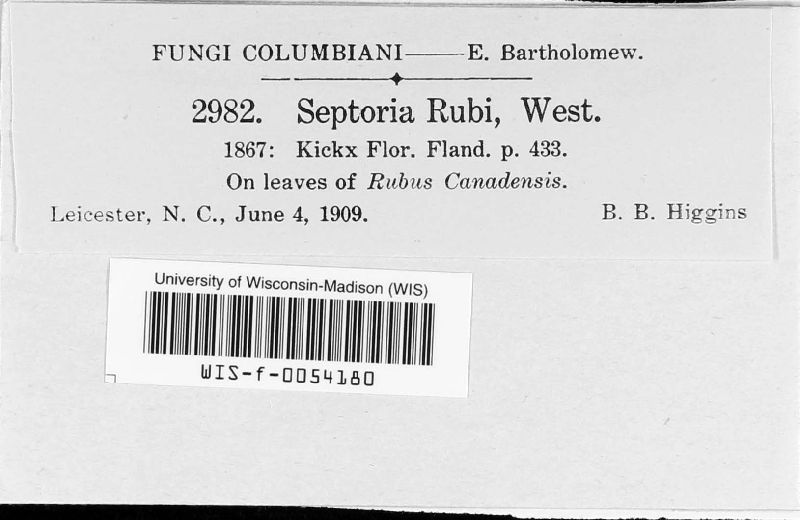 FUNGI COLUMBIANI——E. Bartholomew.
2982. Septoria Rubi, West.
1867: Kickx Flor. Fland. p. 433.
On leaves of Rubus Canadensis.
Leicester, N. C., June 4, 1909. B. B. Higgins
University of Wisconsin-Madison (WIS)
WIS-f-0054180